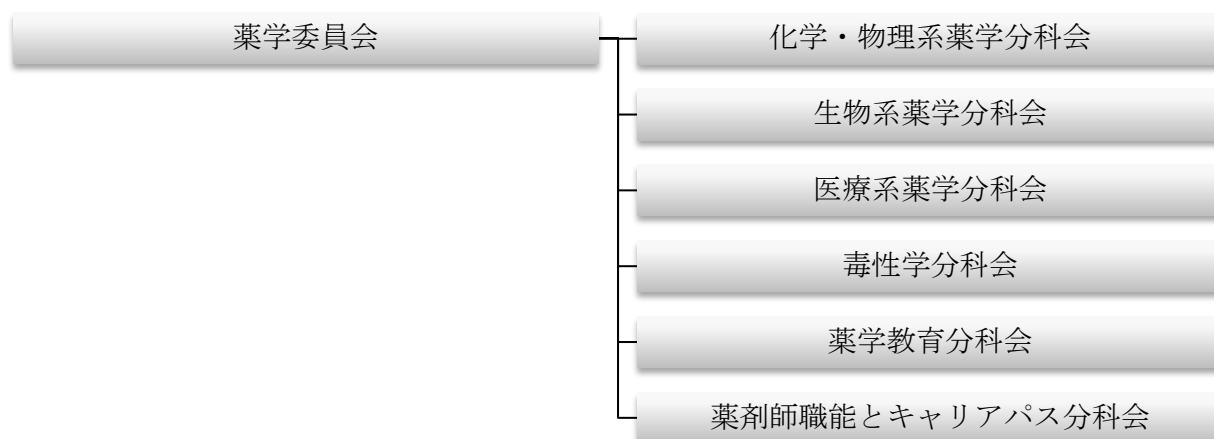 薬学委員会
化学・物理系薬学分科会
生物系薬学分科会
医療系薬学分科会
毒性学分科会
薬学教育分科会
薬剤師職能とキャリアパス分科会